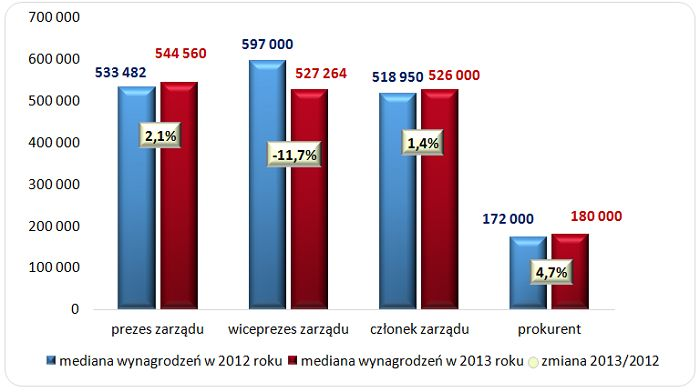 700 000
600 000
500 000
400 000
300 000
200 000
100 000
0
533 482
544 560
597 000
527 264
518 950
526 000
172 000
180 000
2,1%
-11,7%
1,4%
4,7%
prezes zarządu
wiceprezes zarządu
członek zarządu
prokurent
mediana wynagrodzeń w 2012 roku
mediana wynagrodzeń w 2013 roku
zmiana 2013/2012